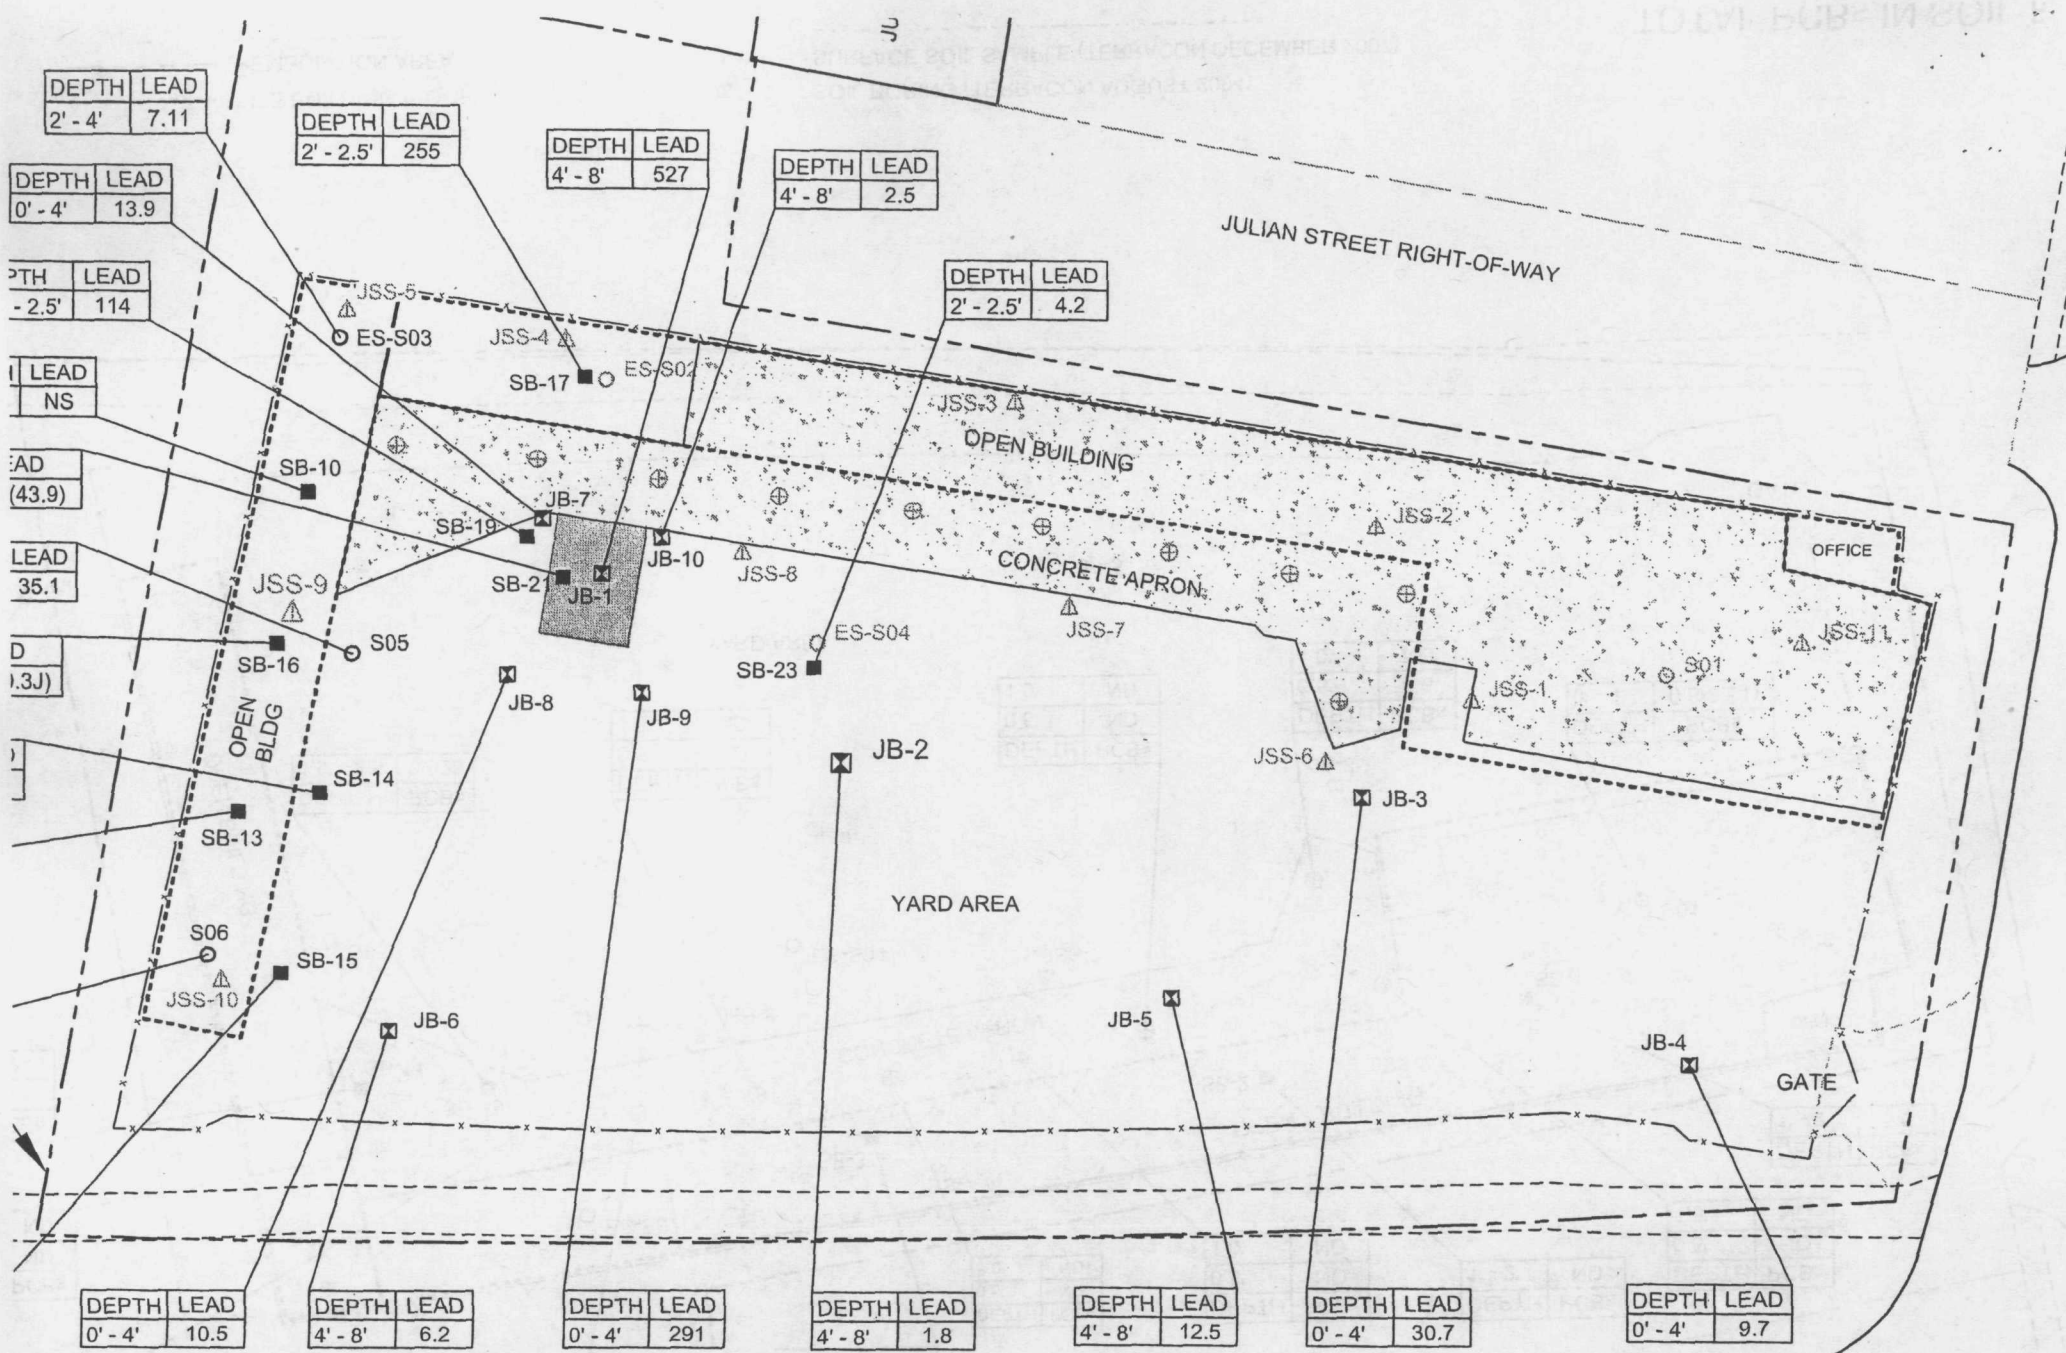 DEPTH LEAD
2' - 4' 7.11
DEPTH LEAD
2' - 2.5' 255
DEPTH LEAD
4' - 8' 527
DEPTH LEAD
4' - 8' 2.5
DEPTH LEAD
0' - 4' 13.9
LEAD
- 2.5' 114
DEPTH LEAD
2' - 2.5' 4.2
JULIAN STREET RIGHT-OF-WAY
LEAD
NS
(43.9)
LEAD
35.1
JSS-5
ES-S03
JSS-4
SB-17
ES-S02
JSS-3
OPEN BUILDING
SB-10
JB-7
SB-19
JB-10
JSS-8
JSS-2
OFFICE
CONCRETE APRON
SB-21
JB-1
JSS-9
JSS-7
S05
ES-S04
SB-16
SB-23
JSS-11
S01
JSS-1
JB-8
JB-9
OPEN
BLDG
JB-2
JSS-6
SB-14
JB-3
SB-13
YARD AREA
S06
SB-15
JSS-10
JB-6
JB-5
JB-4
GATE
DEPTH LEAD
0' - 4' 10.5
DEPTH LEAD
4' - 8' 6.2
DEPTH LEAD
0' - 4' 291
DEPTH LEAD
4' - 8' 1.8
DEPTH LEAD
4' - 8' 12.5
DEPTH LEAD
0' - 4' 30.7
DEPTH LEAD
0' - 4' 9.7